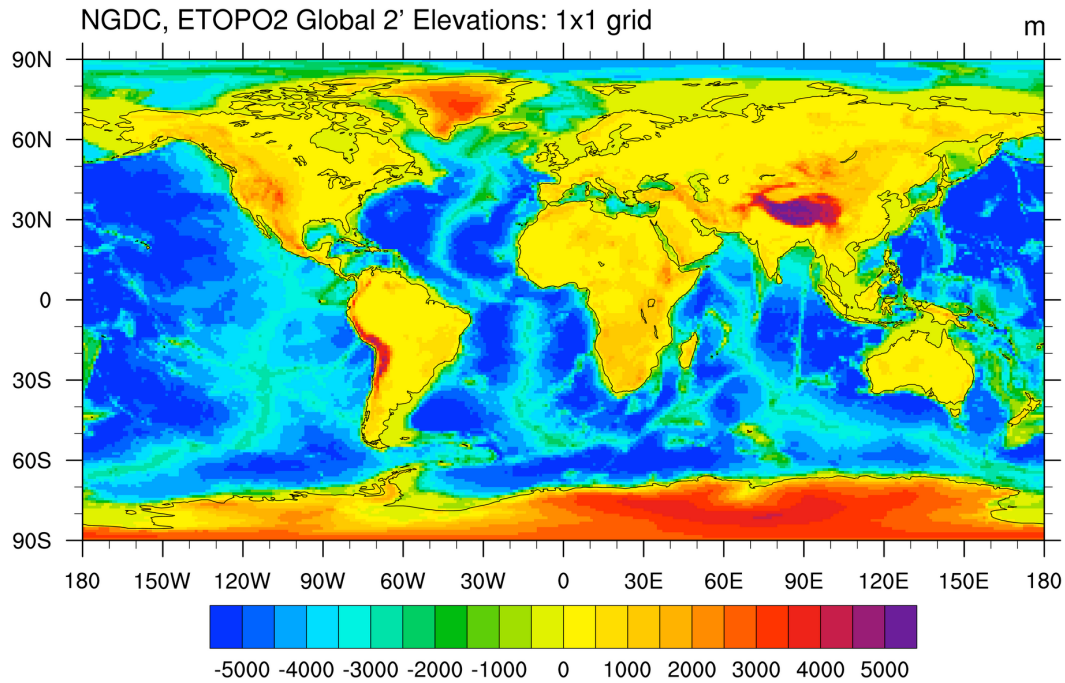 NGDC, ETOPO2 Global 2' Elevations: 1x1 grid m
90N
60N
30N
0
30S
60S
90S
180 150W 120W 90W 60W 30W 0 30E 60E 90E 120E 150E 180
-5000 -4000 -3000 -2000 -1000 0 1000 2000 3000 4000 5000